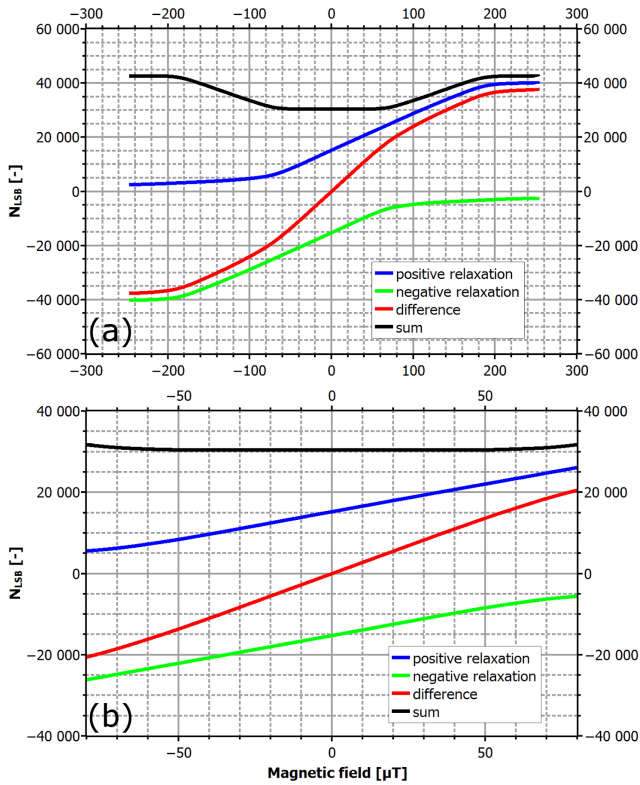 −300 −200 −100 0 100 200 300
60 000 60 000
40 000 40 000
20 000 20 000
0 0
−20 000 −20 000
−40 000 −40 000
−60 000 −60 000
N_LSB [-]
positive relaxation
negative relaxation
difference
sum
(a)
−300 −200 −100 0 100 200 300
−50 0 50
40 000 40 000
20 000 20 000
0 0
−20 000 −20 000
−40 000 −40 000
N_LSB [-]
positive relaxation
negative relaxation
difference
sum
(b)
−50 0 50
Magnetic field [µT]